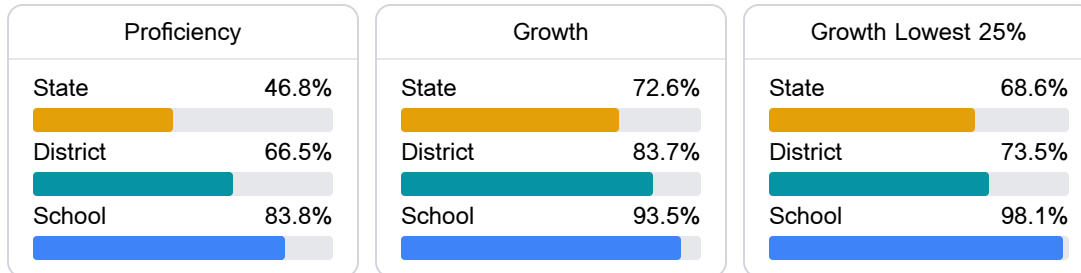 Proficiency
State 46.8%
District 66.5%
School 83.8%
Growth
State 72.6%
District 83.7%
School 93.5%
Growth Lowest 25%
State 68.6%
District 73.5%
School 98.1%